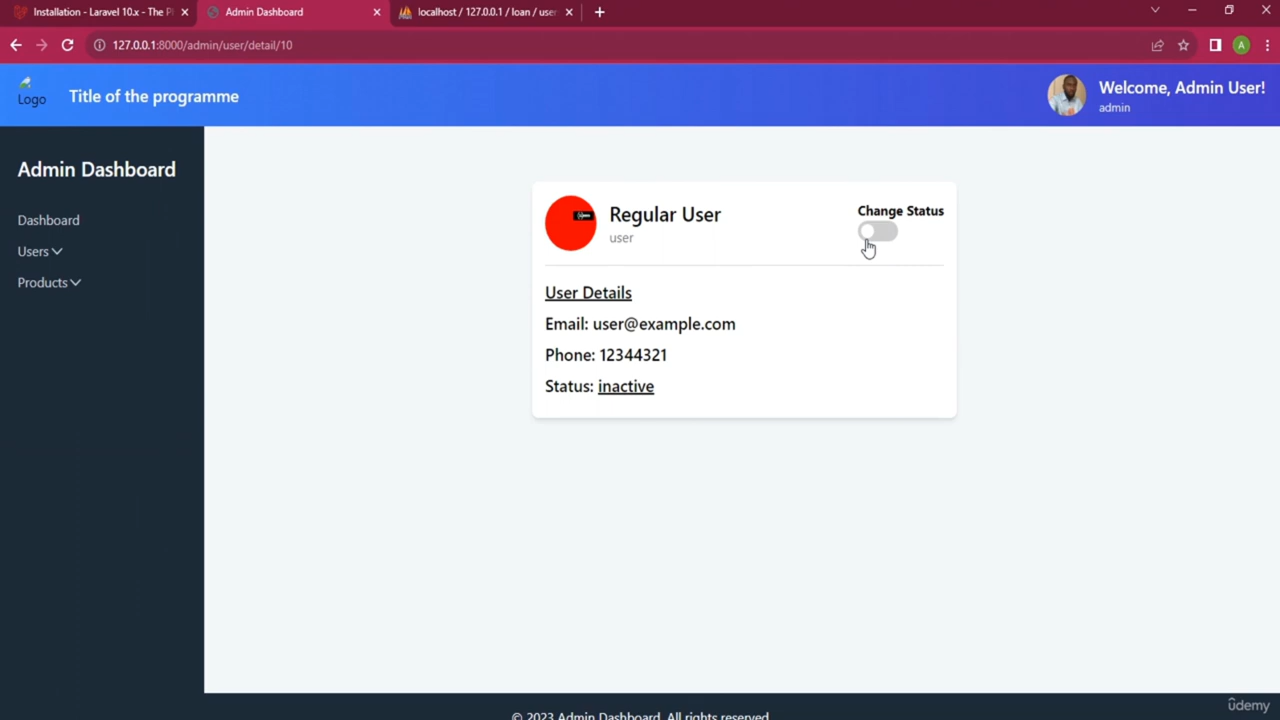 Installation - Laravel 10.x - The P
Admin Dashboard
localhost / 127.0.0.1 / loan / user
127.0.0.1:8000/admin/user/detail/10
A
Logo
Title of the programme
Welcome, Admin User!
admin
Admin Dashboard
Dashboard
Users
Products
Regular User
user
Change Status
User Details
Email: user@example.com
Phone: 12344321
Status: inactive
© 2023 Admin Dashboard. All rights reserved
ûdemy